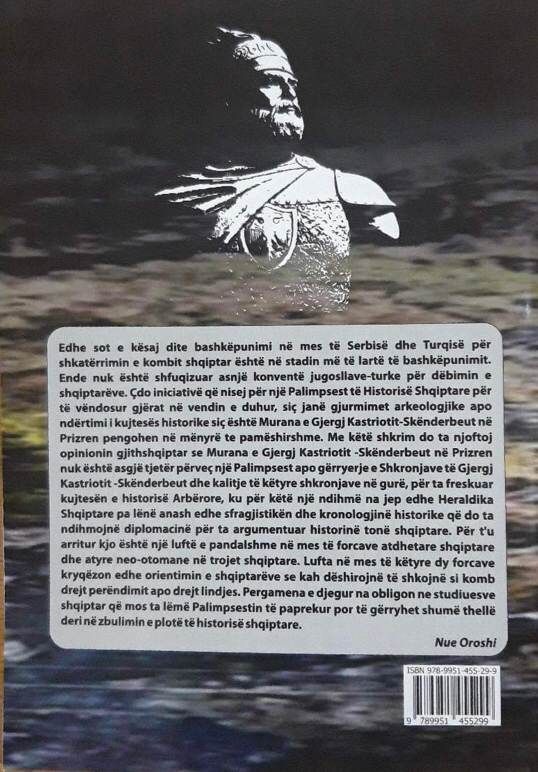 Edhe sot e kësaj dite bashkëpunimi në mes të Serbisë dhe Turqisë për
shkatërrimin e kombit shqiptar është në stadin më të lartë të bashkëpunimit.
Ende nuk është shfuqizuar asnjë konventë jugosllave-turke për dëbimin e
shqiptarëve. Çdo iniciativë që nisej për një Palimpsest të Historisë Shqiptare për
të vëndosur gjërat në vendin e duhur, siç janë gjurmimet arkeologjike apo
ndërtimi i kujtesës historike siç është Murana e Gjergj Kastriotit-Skënderbeut në
Prizren pengohen në mënyrë te pamëshirshme. Me këtë shkrim do ta njoftoj
opinionin gjithshqiptar se Murana e Gjergj Kastriotit -Skënderbeut në Prizren
nuk është asgjë tjetër përveç një Palimpsest apo gërryerje e Shkronjave të Gjergj
Kastriotit -Skënderbeut dhe kalitje të këtyre shkronjave në gurë, për ta freskuar
kujtesën e historisë Arbërore, ku për këtë një ndihmë na jep edhe Heraldika
Shqiptare pa lënë anash edhe sfragjistikën dhe kronologjinë historike që do ta
ndihmojnë diplomacinë për ta argumentuar historinë tonë shqiptare. Për t'u
arritur kjo është një luftë e pandalshme në mes të forcave atdhetare shqiptare
dhe atyre neo-otomane në trojet shqiptare. Lufta në mes të këtyre dy forcave
kryqëzon edhe orientimin e shqiptarëve se kah dëshirojnë të shkojnë si komb
drejt perëndimit apo drejt lindjes. Pergamena e djegur na obligon ne studiuesve
shqiptar që mos ta lëmë Palimpsestin të paprekur por të gërryhet shumë thellë
deri në zbulimin e plotë të historisë shqiptare.
Nue Oroshi
ISBN 978-9951-455-29-9
9 789951 455299